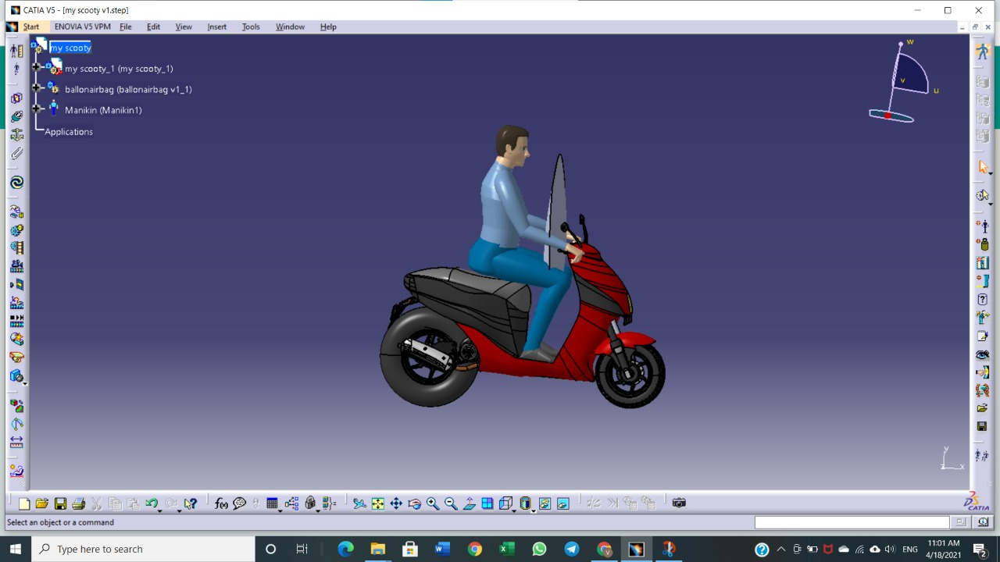 CATIA V5 - [my scooty v1.step]
Start ENOVIA V5 VPM File Edit View Insert Tools Window Help
my scooty
my scooty_1 (my scooty_1)
ballonairbag (ballonairbag v1_1)
Manikin (Manikin1)
Applications
w
v
u
y
z x
f(x)
CATIA
Select an object or a command
Type here to search
ENG
11:01 AM
4/18/2021
2